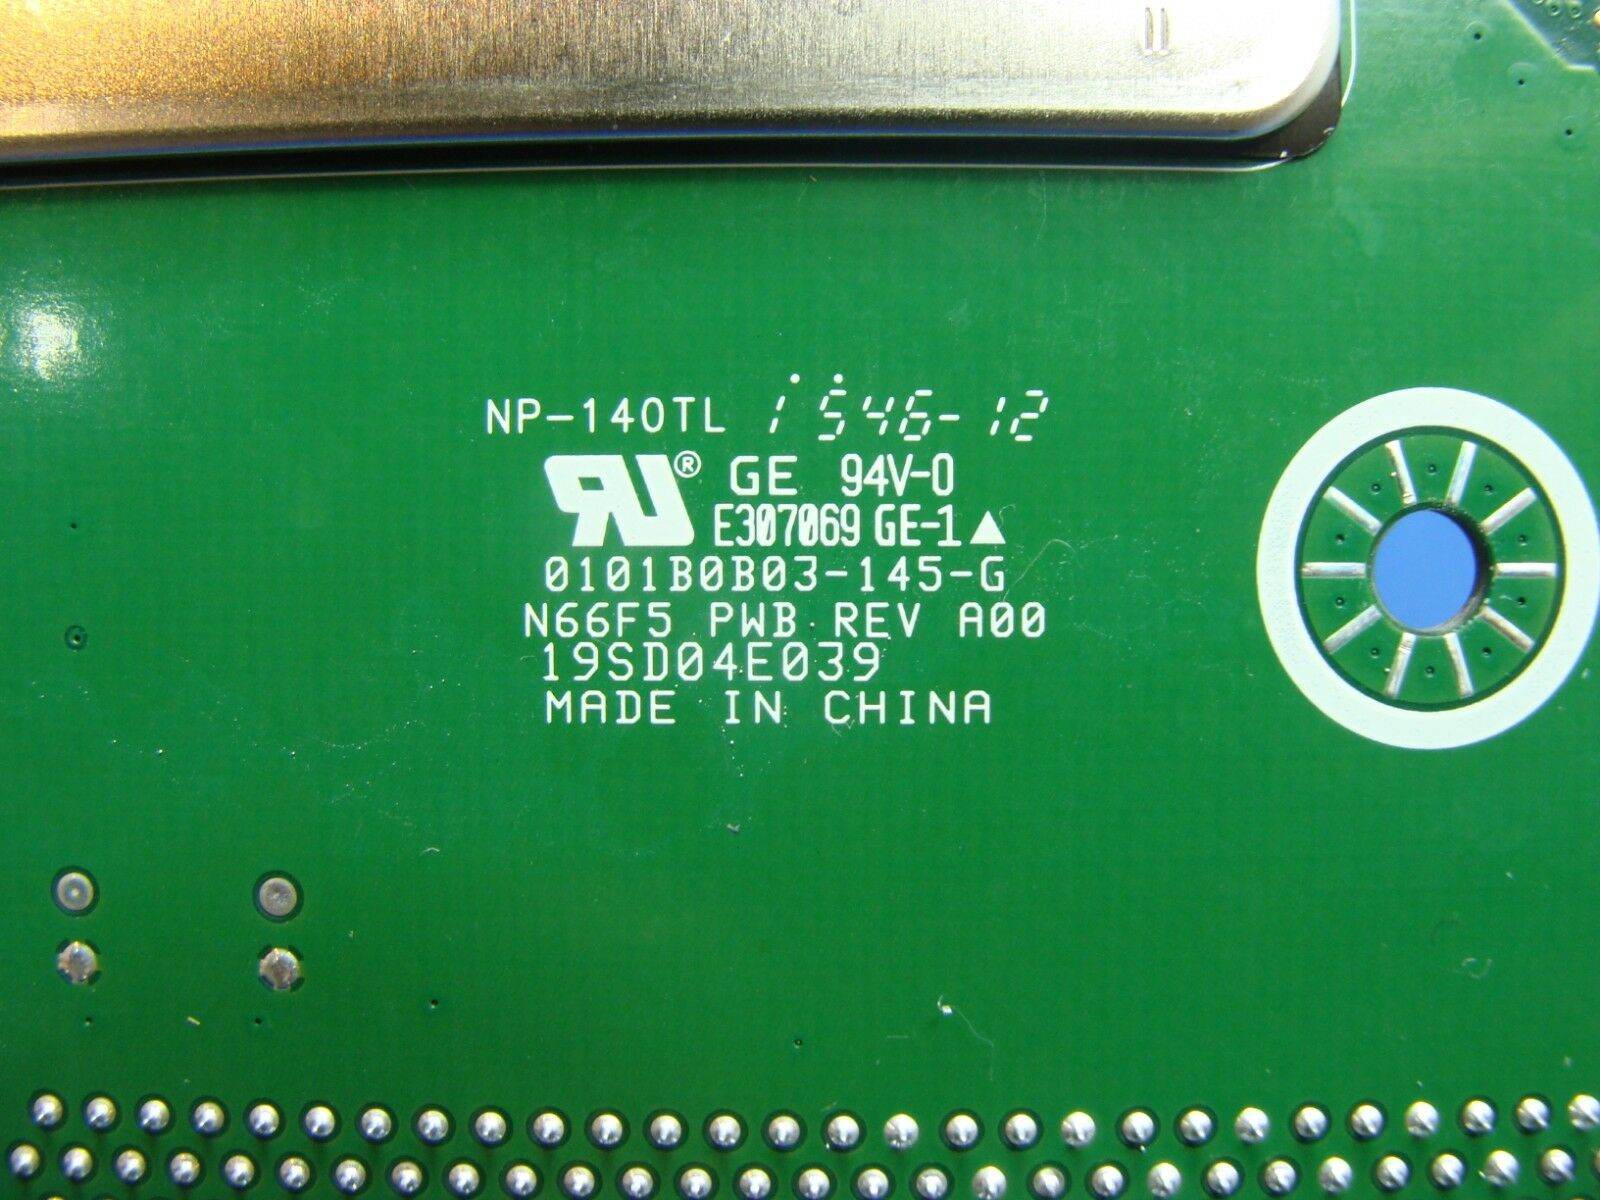 NP-140TL 1546-12
RU® GE 94V-0
E307069 GE-1▲
0101B0B03-145-G
N66F5 PWB REV A00
19SD04E039
MADE IN CHINA